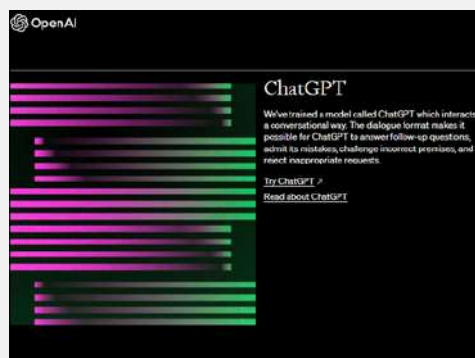 OpenAI
ChatGPT
We've trained a model called ChatGPT which interacts
a conversational way. The dialogue format makes it
possible for ChatGPT to answer follow-up questions,
admit its mistakes, challenge incorrect premises, and
reject inappropriate requests.
Try ChatGPT ↗
Read about ChatGPT